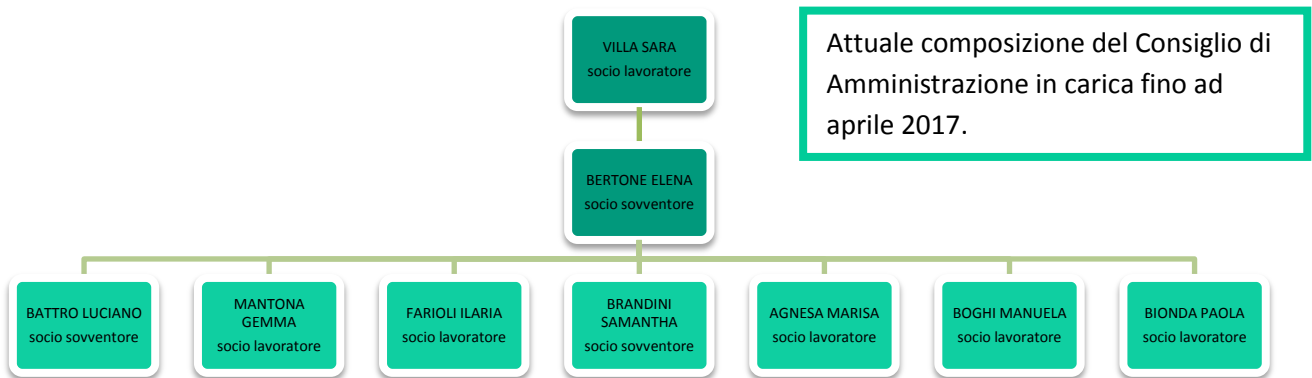 VILLA SARA
socio lavoratore
Attuale composizione del Consiglio di
Amministrazione in carica fino ad
aprile 2017.
BERTONE ELENA
socio sovventore
BATTRO LUCIANO
socio sovventore
MANTONA
GEMMA
socio lavoratore
FARIOLI ILARIA
socio lavoratore
BRANDINI
SAMANTHA
socio sovventore
AGNESA MARISA
socio lavoratore
BOGHI MANUELA
socio lavoratore
BIONDA PAOLA
socio lavoratore